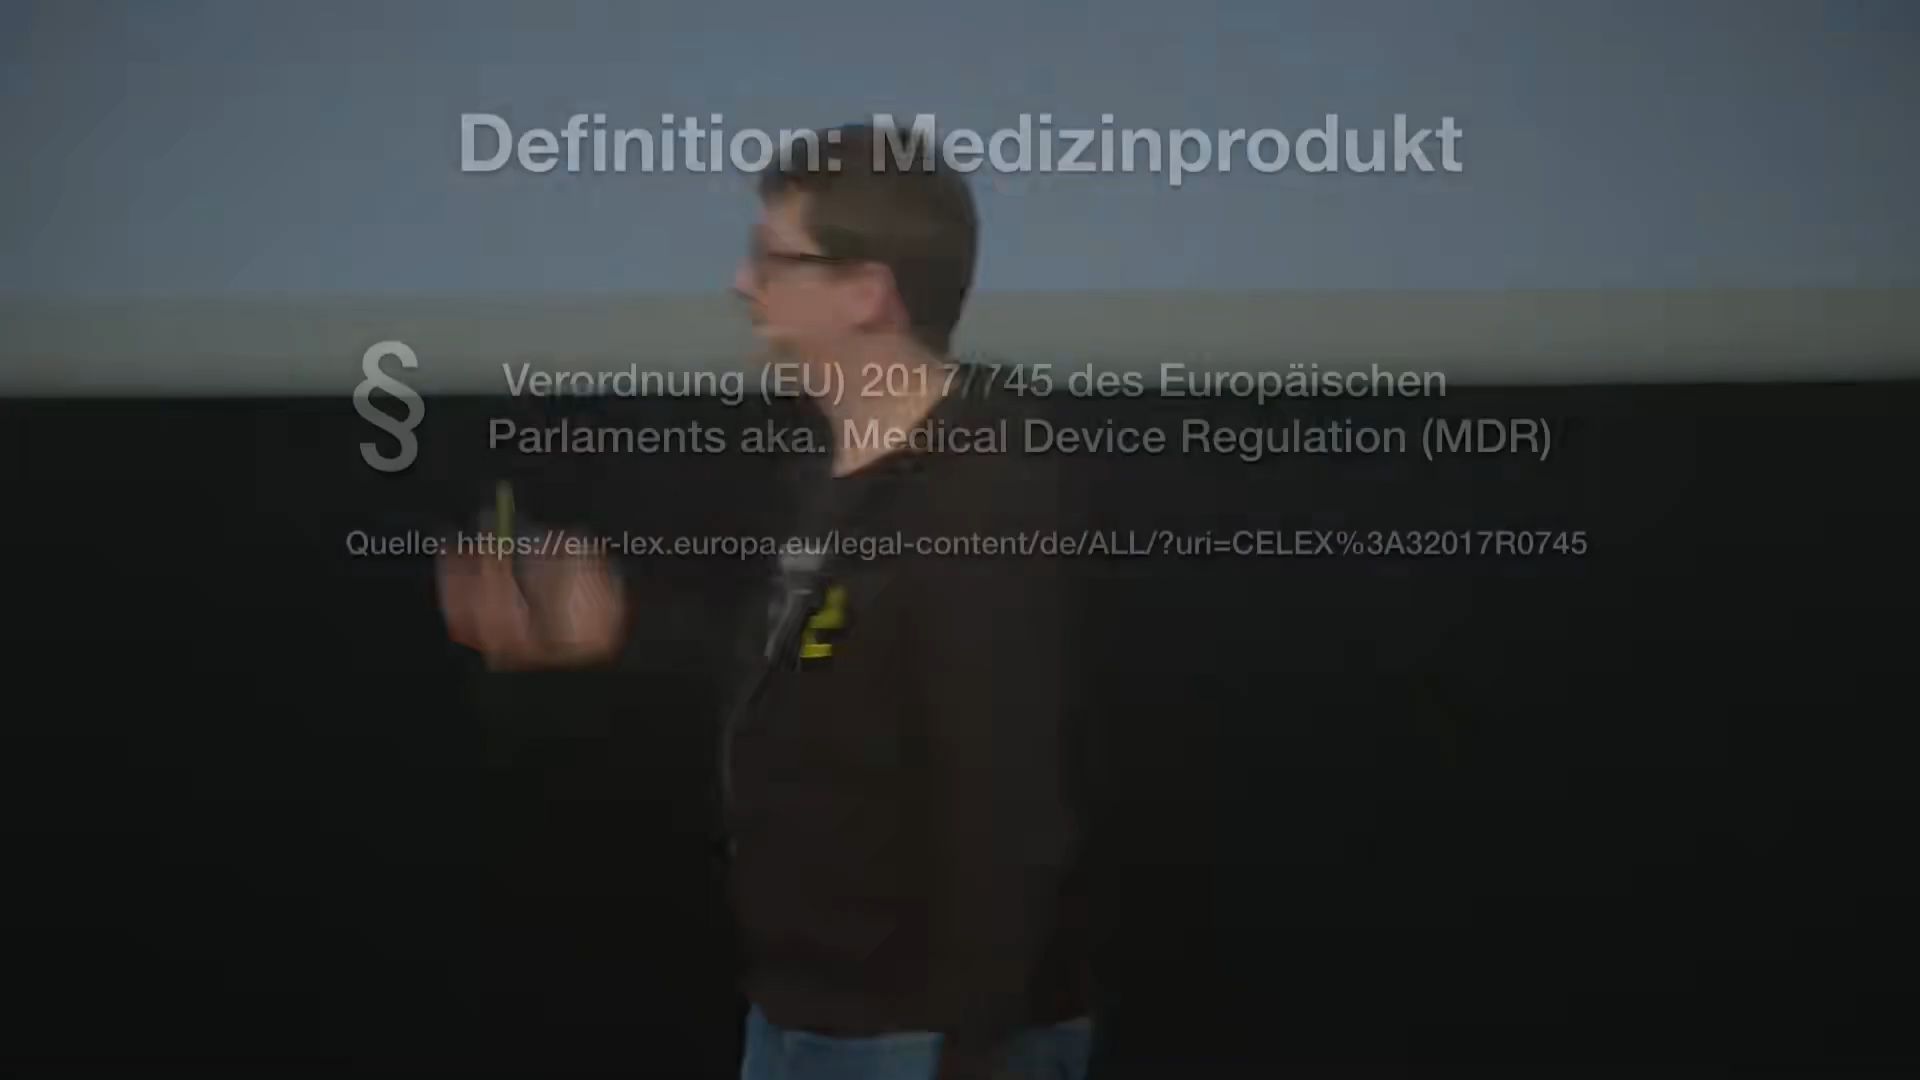 Definition: Medizinprodukt
§
Verordnung (EU) 2017/745 des Europäischen
Parlaments aka. Medical Device Regulation (MDR)
Quelle: https://eur-lex.europa.eu/legal-content/de/ALL/?uri=CELEX%3A32017R0745